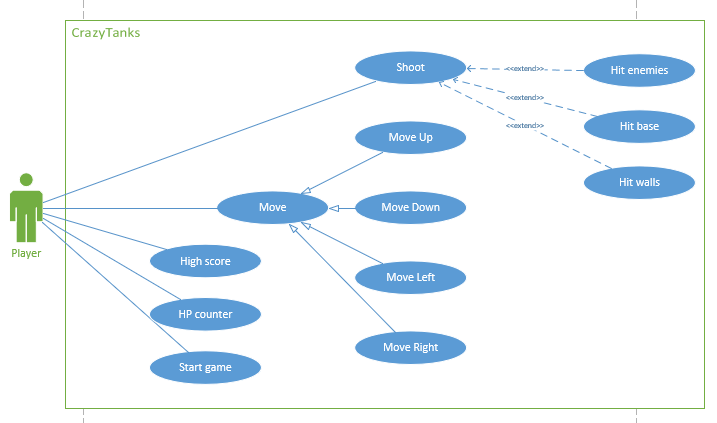 CrazyTanks
Shoot
<<extend>>
Hit enemies
<<extend>>
Hit base
Move Up
<<extend>>
Hit walls
Move
Move Down
Player
High score
Move Left
HP counter
Move Right
Start game